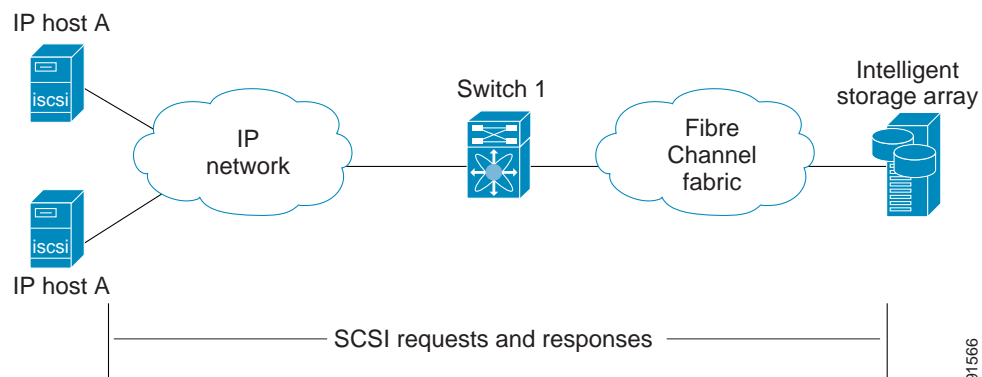 IP host A
iscsi
IP
network
Switch 1
Fibre
Channel
fabric
Intelligent
storage array
iscsi
IP host A
SCSI requests and responses
91566